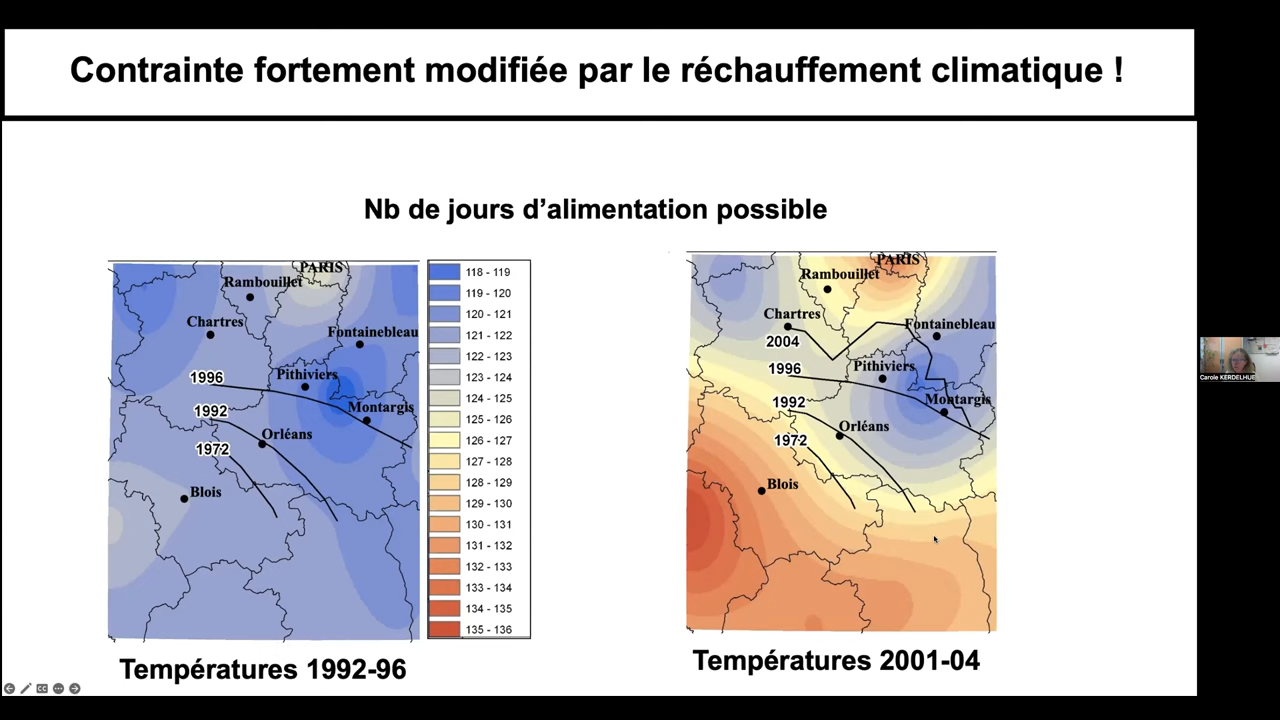 Contrainte fortement modifiée par le réchauffement climatique !
Nb de jours d’alimentation possible
PARIS
Rambouillet
Chartres
Fontainebleau
1996
Pithiviers
1992
Montargis
Orléans
1972
Blois
118 - 119
119 - 120
120 - 121
121 - 122
122 - 123
123 - 124
124 - 125
125 - 126
126 - 127
127 - 128
128 - 129
129 - 130
130 - 131
131 - 132
132 - 133
133 - 134
134 - 135
135 - 136
PARIS
Rambouillet
Chartres
Fontainebleau
2004
1996
Pithiviers
1992
Montargis
Orléans
1972
Blois
Températures 1992-96
Températures 2001-04
Carole KERDELHUE